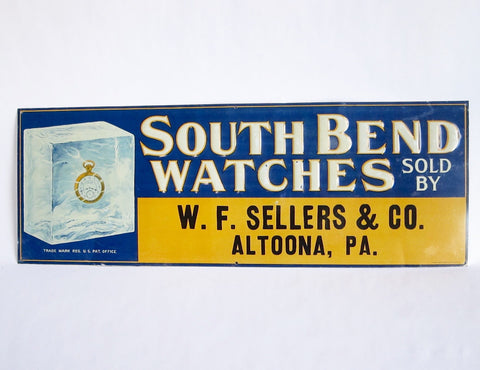 SOUTH BEND
WATCHES SOLD BY
W. F. SELLERS & CO.
ALTOONA, PA.
TRADE MARK REG. U.S. PAT. OFFICE